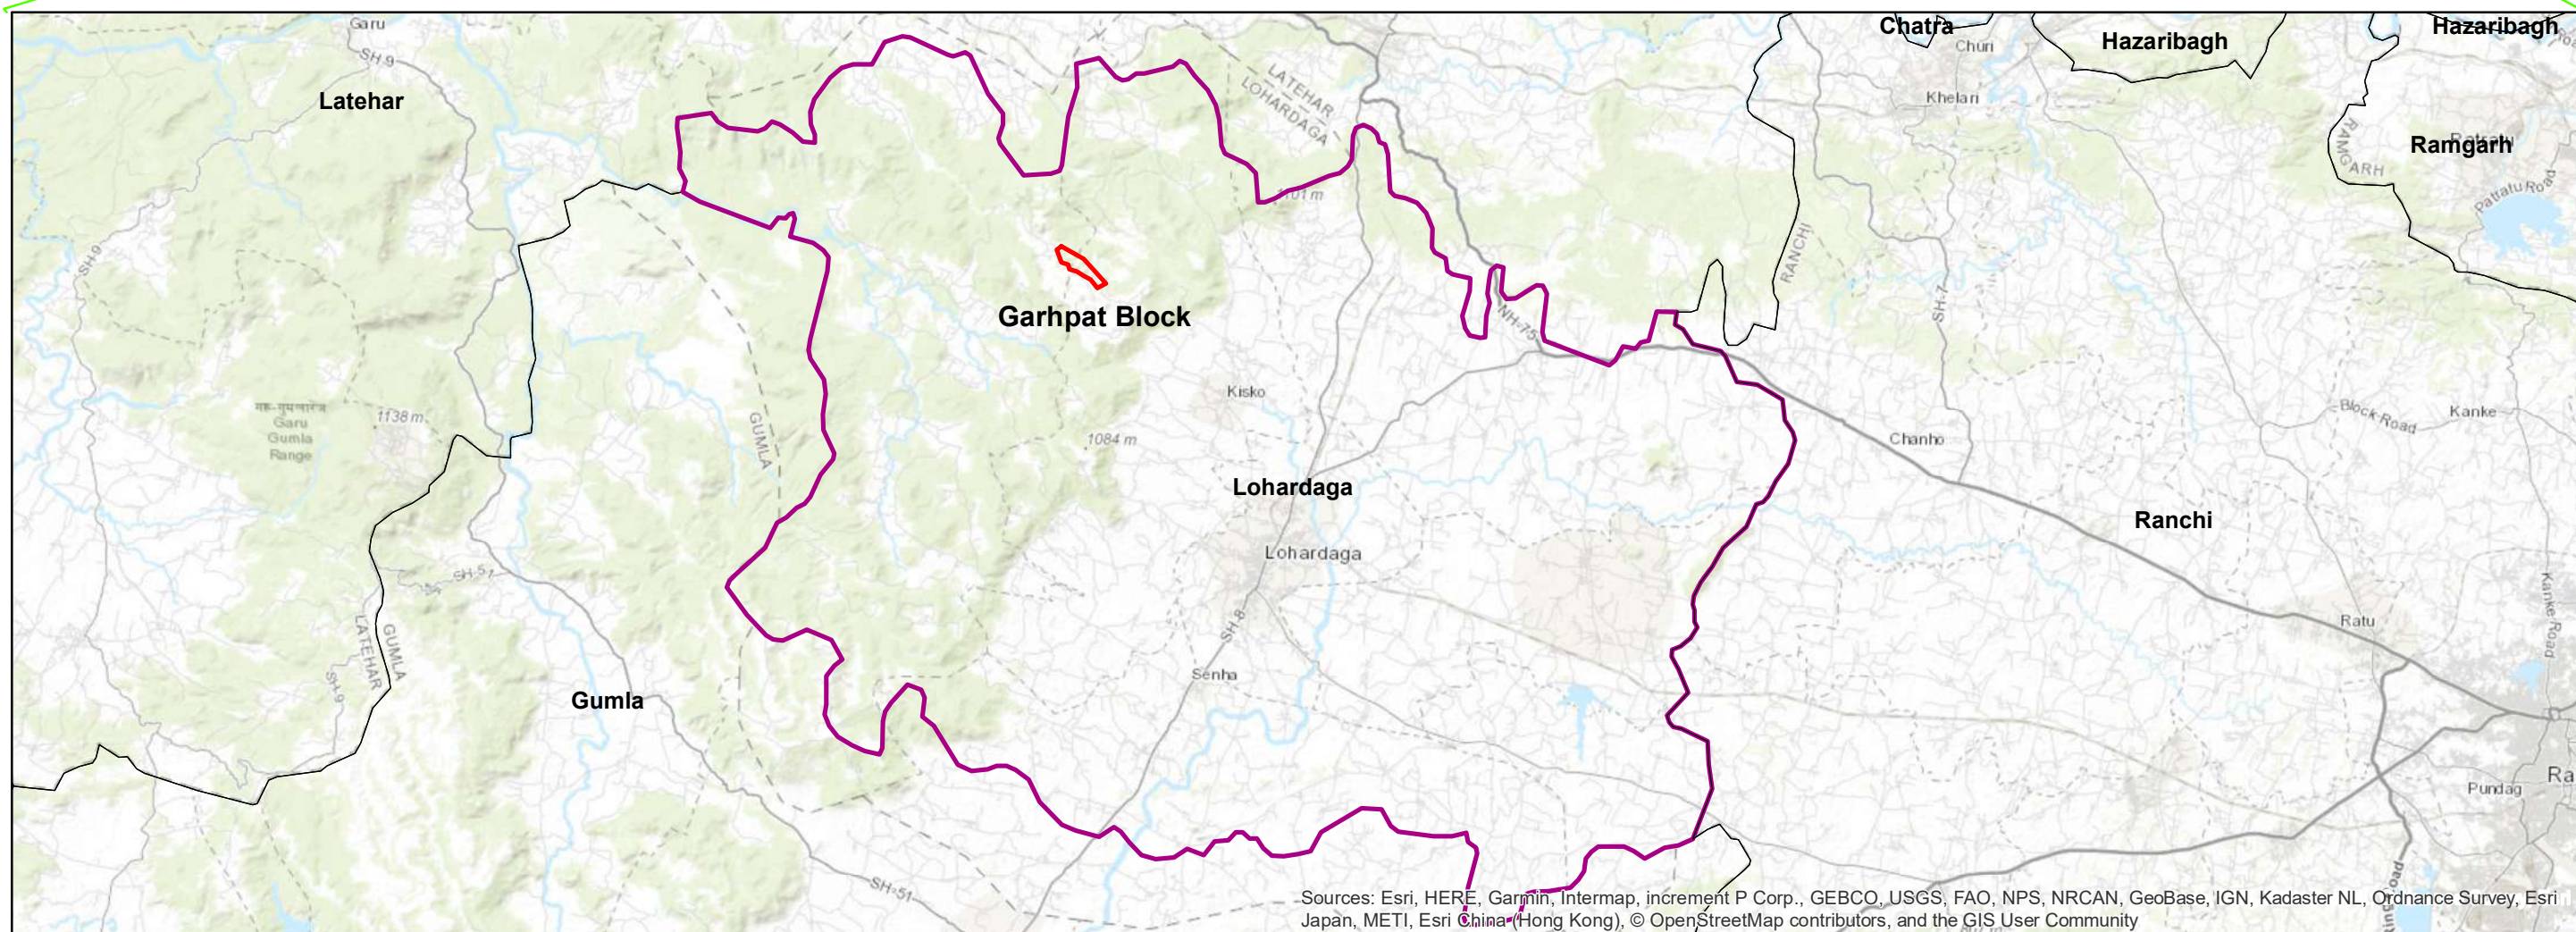 Garu
SH-9
Latehar
Chatra
Churi
Hazaribagh
Hazaribagh
Khelari
LATEHAR
LOHARDAGA
RAMGARH
Ramgarh
Patratu Road
1101 m
SH-9
RANCHI
SH-7
Garhpat Block
NH-75
Kisko
Block Road
Kanke
Garu
Gumla
Range
1138 m
GUMLA
1084 m
Chanho
Lohardaga
Ranchi
Lohardaga
SH-51
Kanke Road
SH-8
Ratu
LATEHAR
GUMLA
SH-9
Senha
Gumla
Ra
Pundag
SH-51
Sources: Esri, HERE, Garmin, Intermap, increment P Corp., GEBCO, USGS, FAO, NPS, NRCAN, GeoBase, IGN, Kadaster NL, Ordnance Survey, Esri
Japan, METI, Esri China (Hong Kong), © OpenStreetMap contributors, and the GIS User Community